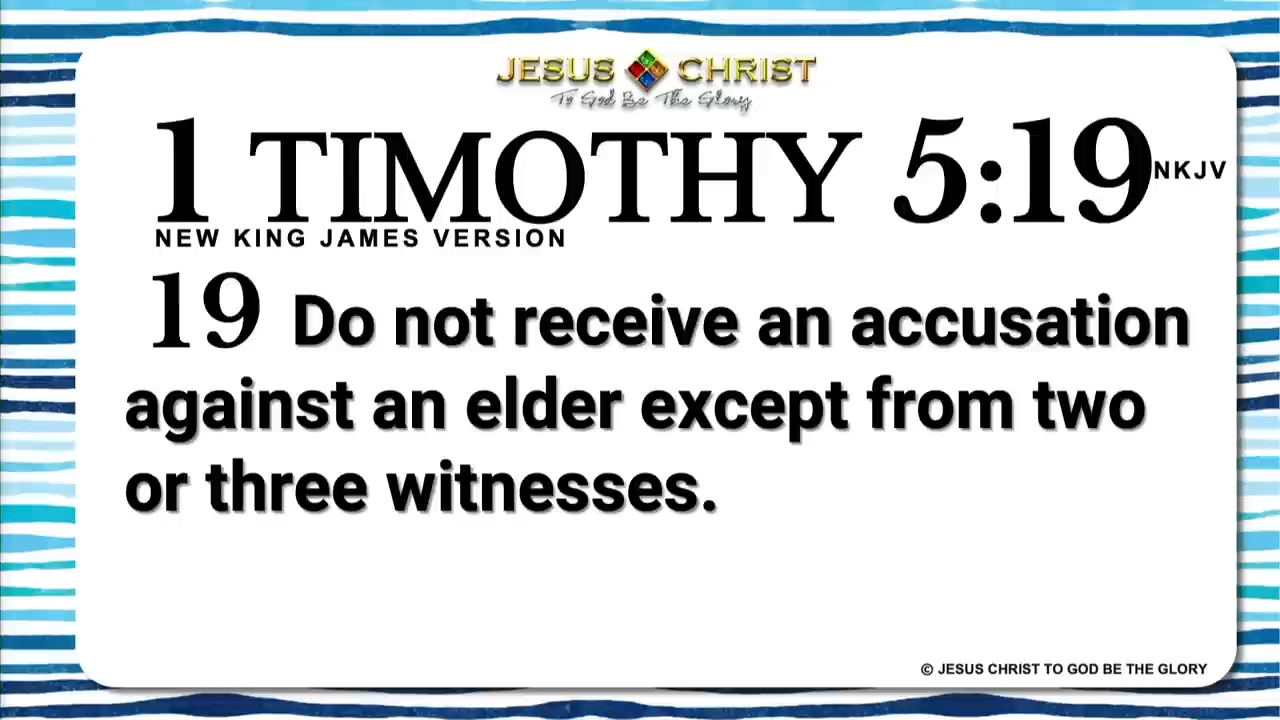 JESUS CHRIST
To God Be The Glory
1 TIMOTHY 5:19 NKJV
NEW KING JAMES VERSION
19 Do not receive an accusation
against an elder except from two
or three witnesses.
© JESUS CHRIST TO GOD BE THE GLORY